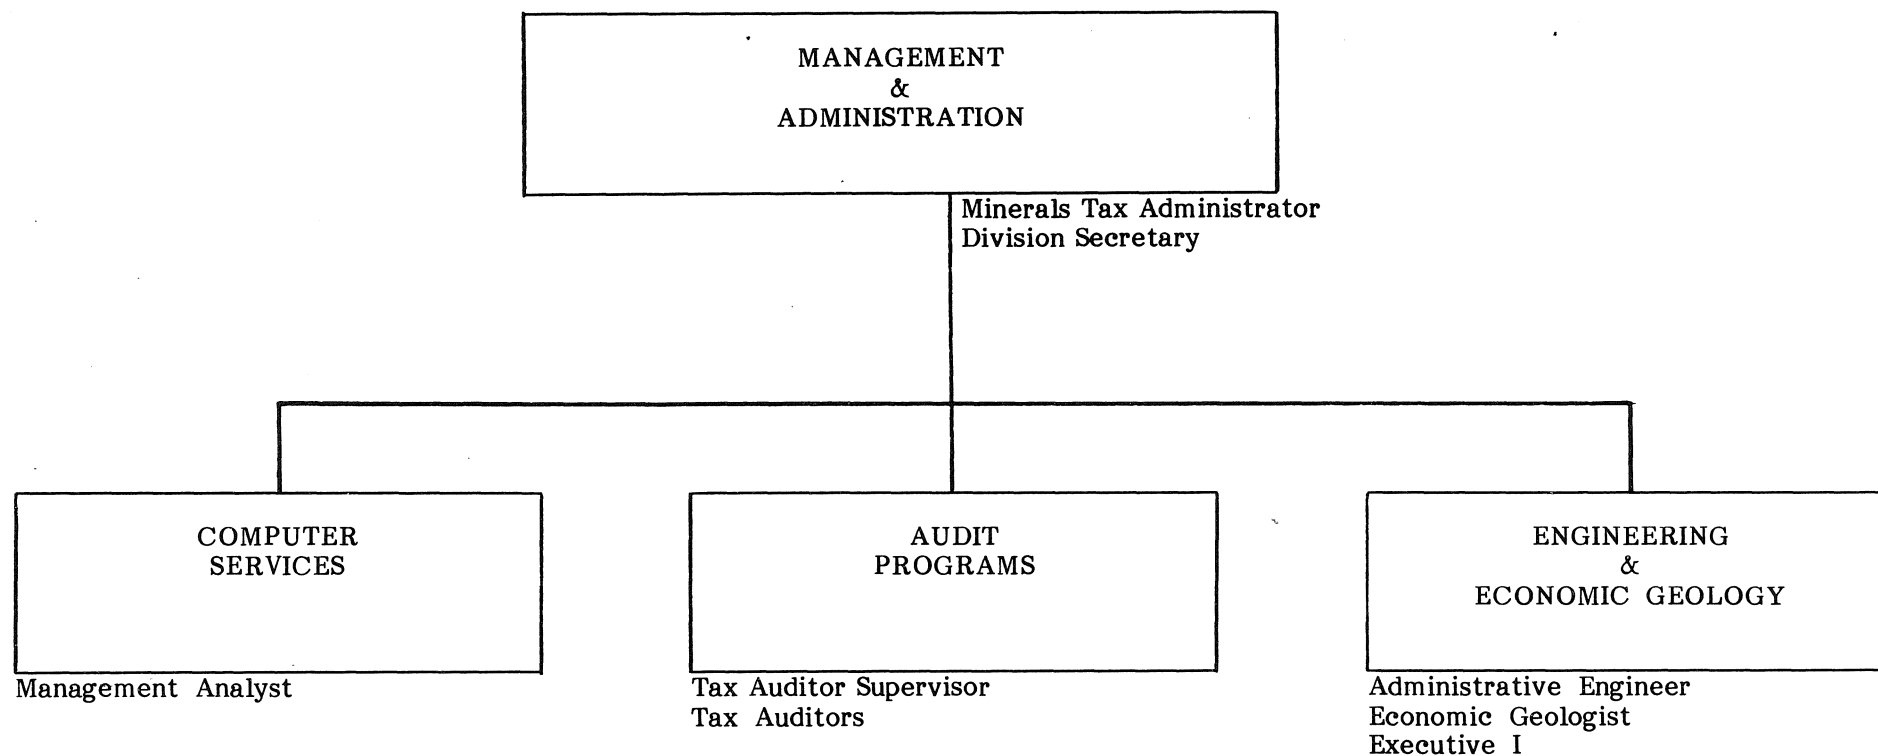 MANAGEMENT
&
ADMINISTRATION
Minerals Tax Administrator
Division Secretary
COMPUTER
SERVICES
Management Analyst
AUDIT
PROGRAMS
Tax Auditor Supervisor
Tax Auditors
ENGINEERING
&
ECONOMIC GEOLOGY
Administrative Engineer
Economic Geologist
Executive I